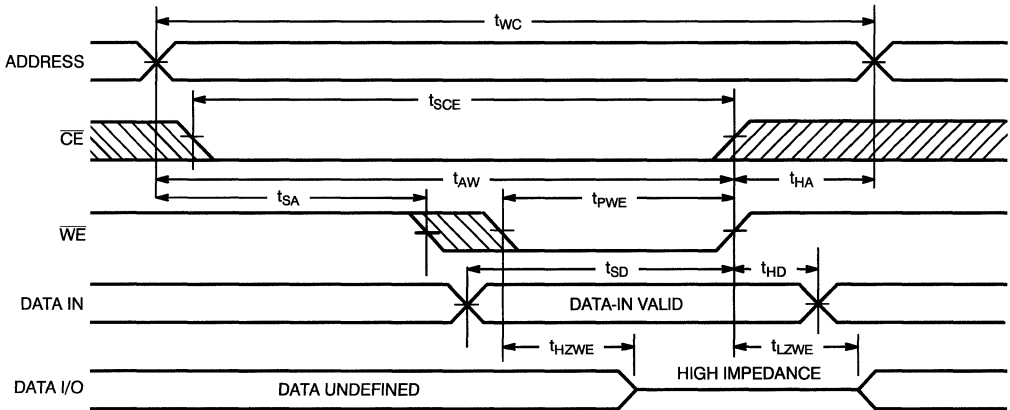 tWC
ADDRESS
tSCE
CE
tAW
tHA
tSA
tPWE
WE
tSD
tHD
DATA IN
DATA-IN VALID
tHZWE
tLZWE
HIGH IMPEDANCE
DATA I/O
DATA UNDEFINED